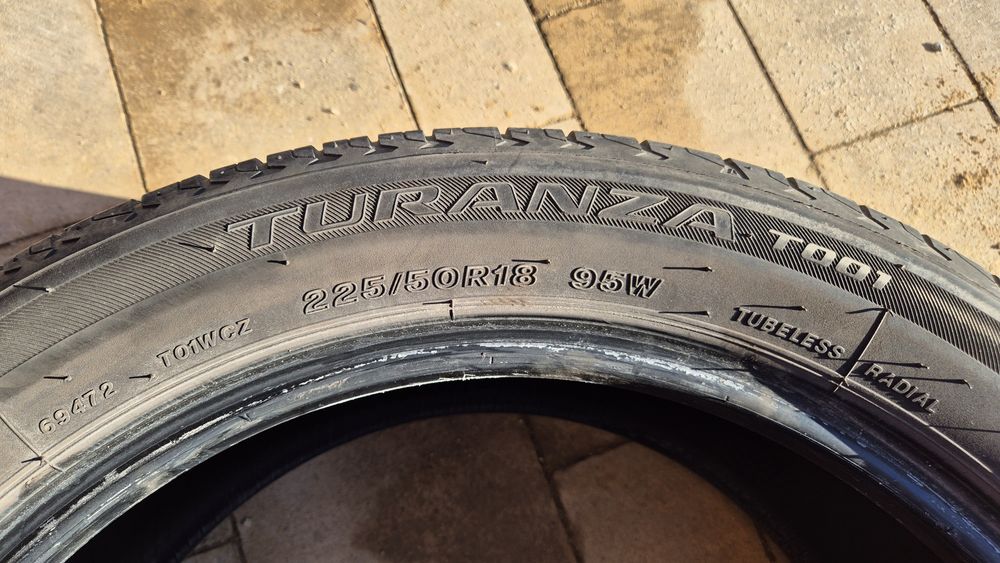 TURANZA T001
225/50R18 95W
TUBELESS
RADIAL
69472 T01WCZ